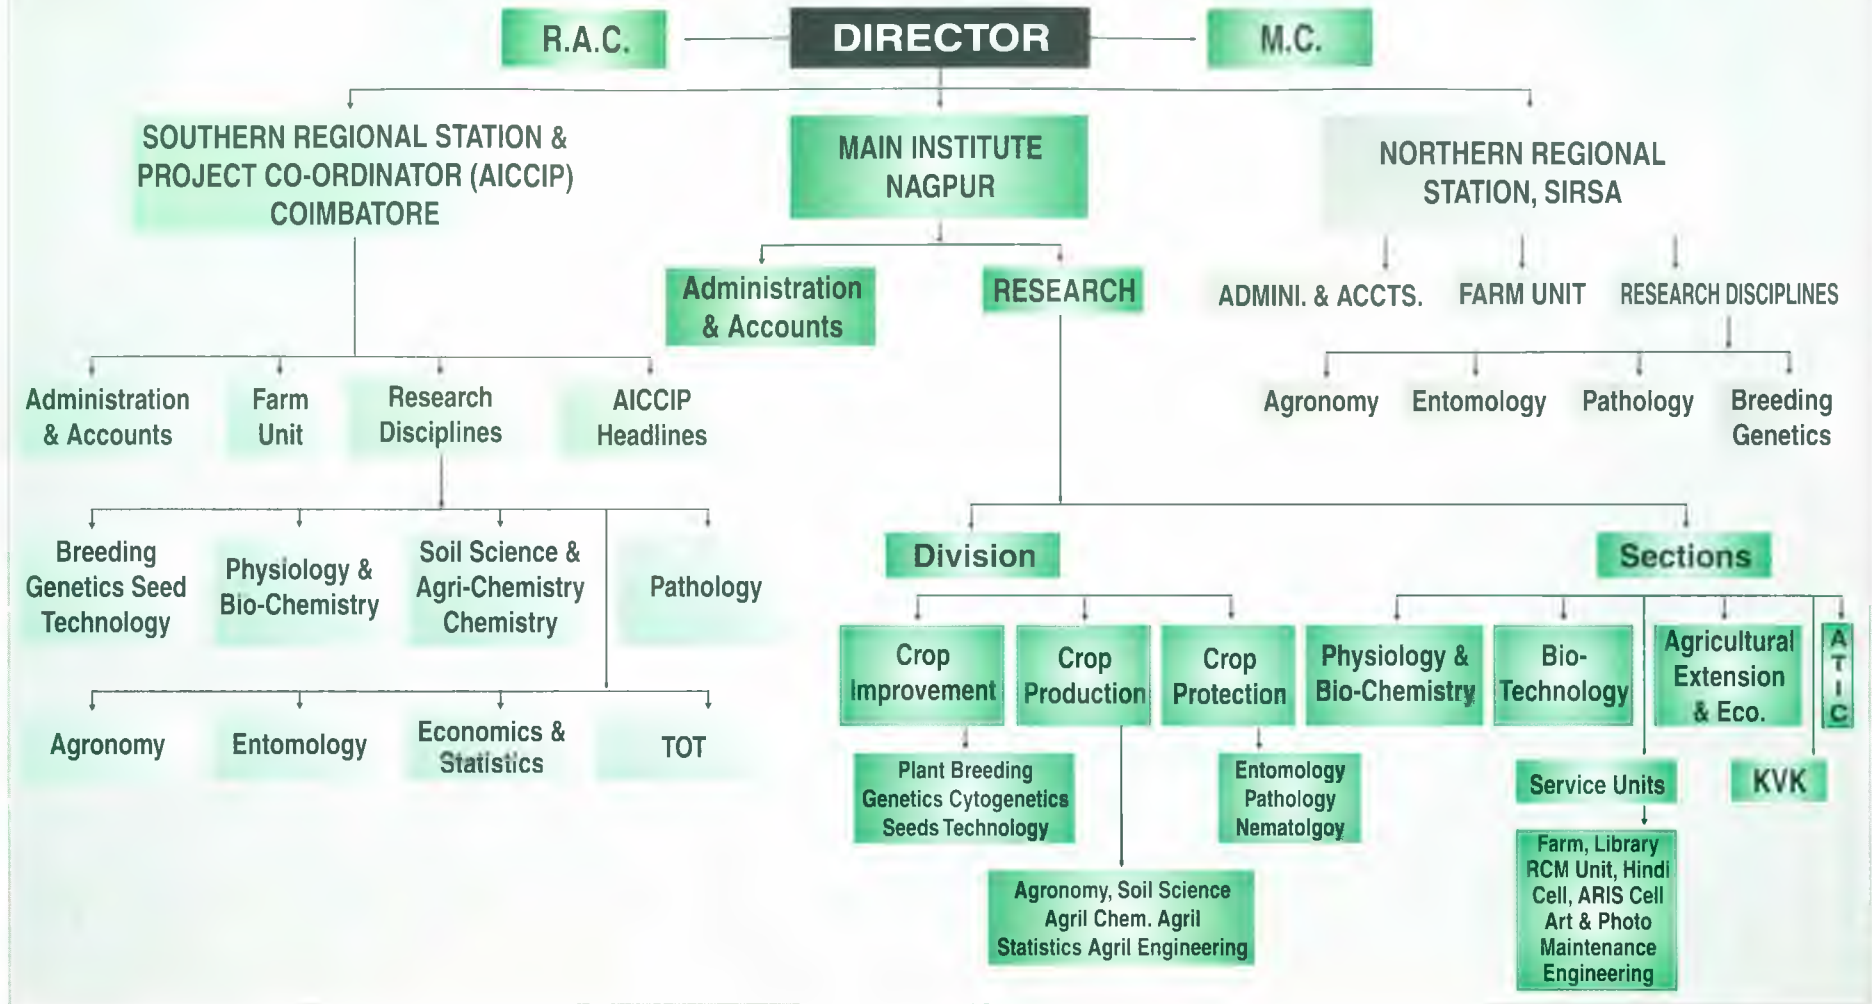 R.A.C.
DIRECTOR
M.C.
SOUTHERN REGIONAL STATION &
PROJECT CO-ORDINATOR (AICCIP)
COIMBATORE
MAIN INSTITUTE
NAGPUR
NORTHERN REGIONAL
STATION, SIRSA
Administration
& Accounts
RESEARCH
ADMINI. & ACCTS.
FARM UNIT
RESEARCH DISCIPLINES
Agronomy
Entomology
Pathology
Breeding
Genetics
Administration
& Accounts
Farm
Unit
Research
Disciplines
AICCIP
Headlines
Breeding
Genetics Seed
Technology
Physiology &
Bio-Chemistry
Soil Science &
Agri-Chemistry
Chemistry
Pathology
Agronomy
Entomology
Economics &
Statistics
TOT
Division
Sections
Crop
Improvement
Crop
Production
Crop
Protection
Physiology &
Bio-Chemistry
Bio-
Technology
Agricultural
Extension
& Eco.
A
T
I
C
Plant Breeding
Genetics Cytogenetics
Seeds Technology
Entomology
Pathology
Nematolgoy
Service Units
KVK
Agronomy, Soil Science
Agril Chem. Agril
Statistics Agril Engineering
Farm, Library
RCM Unit, Hindi
Cell, ARIS Cell
Art & Photo
Maintenance
Engineering